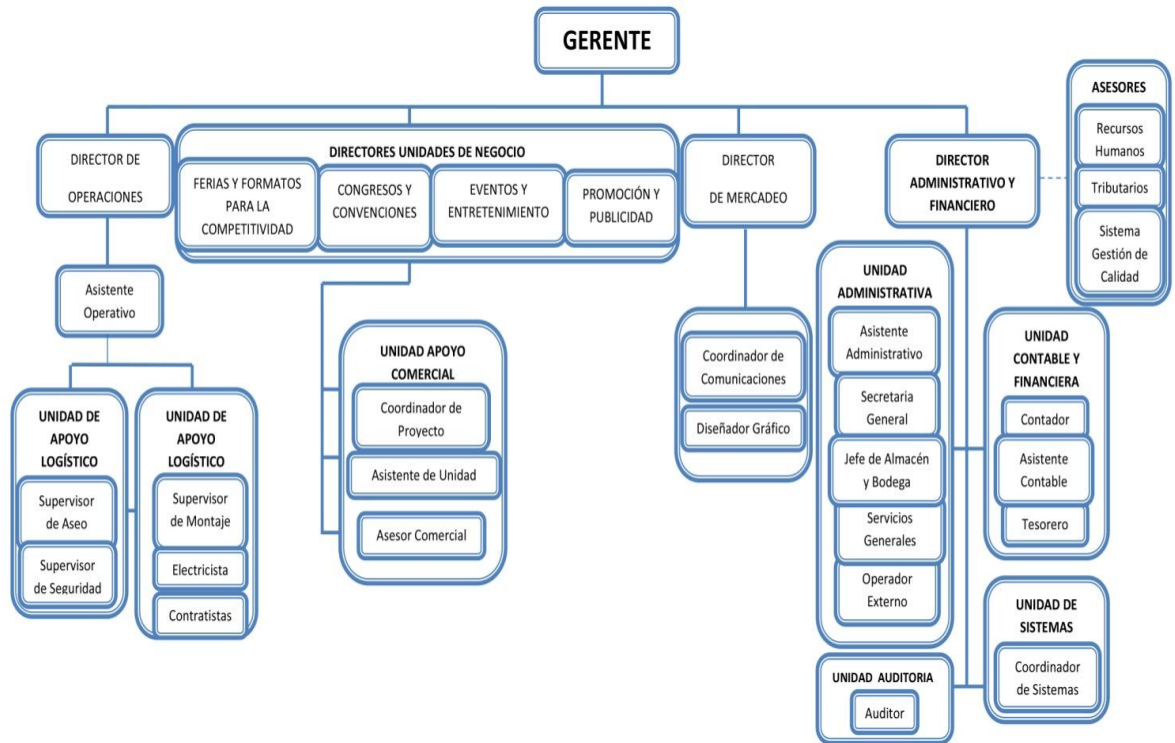 GERENTE
ASESORES
Recursos
Humanos
Tributarios
Sistema
Gestión de
Calidad
DIRECTOR DE
OPERACIONES
DIRECTORES UNIDADES DE NEGOCIO
FERIAS Y FORMATOS
PARA LA
COMPETITIVIDAD
CONGRESOS Y
CONVENCIONES
EVENTOS Y
ENTRETENIMIENTO
PROMOCIÓN Y
PUBLICIDAD
DIRECTOR
DE MERCADEO
DIRECTOR
ADMINISTRATIVO Y
FINANCIERO
Asistente
Operativo
UNIDAD DE
APOYO
LOGÍSTICO
Supervisor
de Aseo
Supervisor
de Seguridad
UNIDAD DE
APOYO
LOGÍSTICO
Supervisor
de Montaje
Electricista
Contratistas
UNIDAD APOYO
COMERCIAL
Coordinador de
Proyecto
Asistente de Unidad
Asesor Comercial
Coordinador de
Comunicaciones
Diseñador Gráfico
UNIDAD
ADMINISTRATIVA
Asistente
Administrativo
Secretaria
General
Jefe de Almacén
y Bodega
Servicios
Generales
Operador
Externo
UNIDAD
CONTABLE Y
FINANCIERA
Contador
Asistente
Contable
Tesorero
UNIDAD AUDITORIA
Auditor
UNIDAD DE
SISTEMAS
Coordinador
de Sistemas